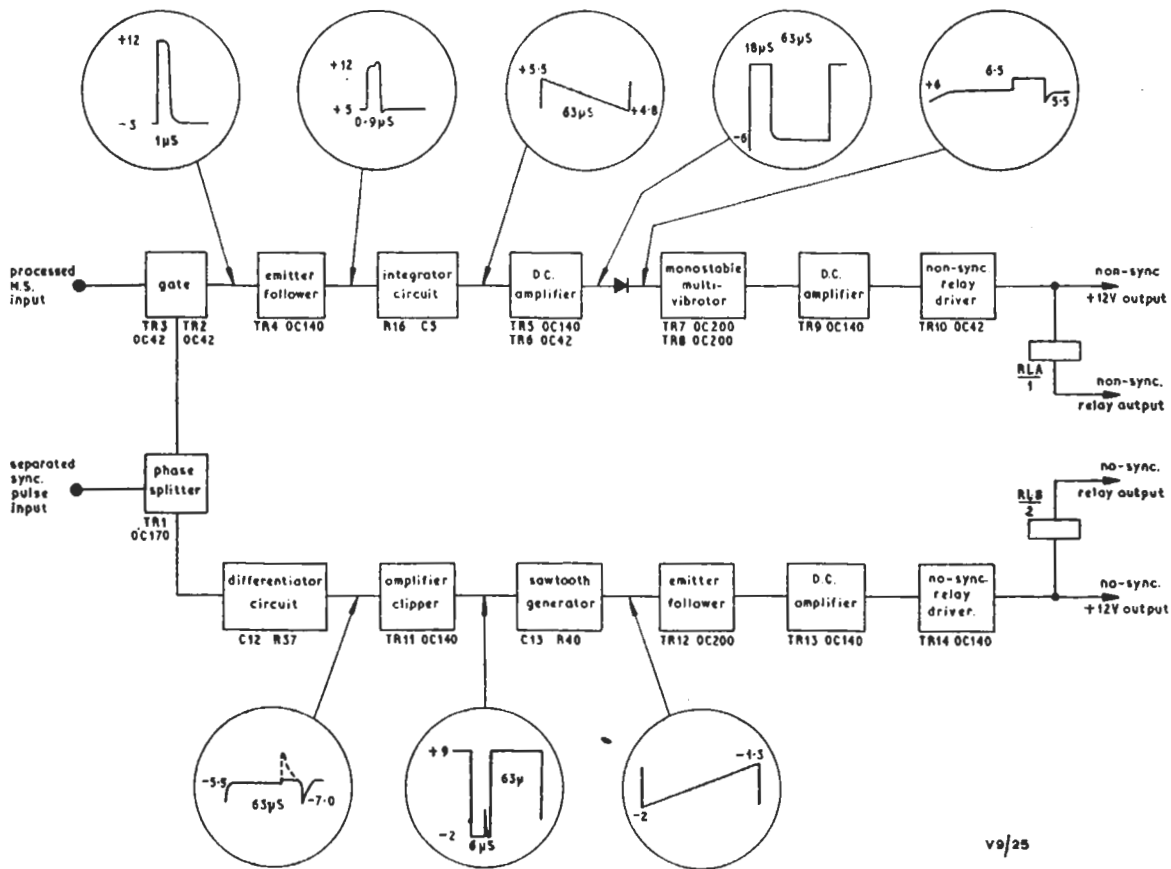 +12
-3
1µS
+12
+5
0·9µS
+5·5
63µS
+4·8
18µS 63µS
-6
+6
6·5
5·5
processed
M.S.
input
gate
TR3 TR2
OC42 OC42
emitter
follower
TR4 OC140
integrator
circuit
R16 C5
D.C.
amplifier
TR5 OC140
TR6 OC42
monostable
multi-
vibrator
TR7 OC200
TR8 OC200
D.C.
amplifier
TR9 OC140
non-sync.
relay
driver
TR10 OC42
non-sync
+12V output
RLA
1
non-sync.
relay output
separated
sync.
pulse
input
phase
splitter
TR1
OC170
no-sync.
relay output
RLB
2
differentiator
circuit
C12 R37
amplifier
clipper
TR11 OC140
sawtooth
generator
C13 R40
emitter
follower
TR12 OC200
D.C.
amplifier
TR13 OC140
no-sync.
relay
driver.
TR14 OC140
no-sync.
+12V output
-5·5
63µS
-7·0
+9
63µ
-2
6µS
-1·3
-2
V9/25